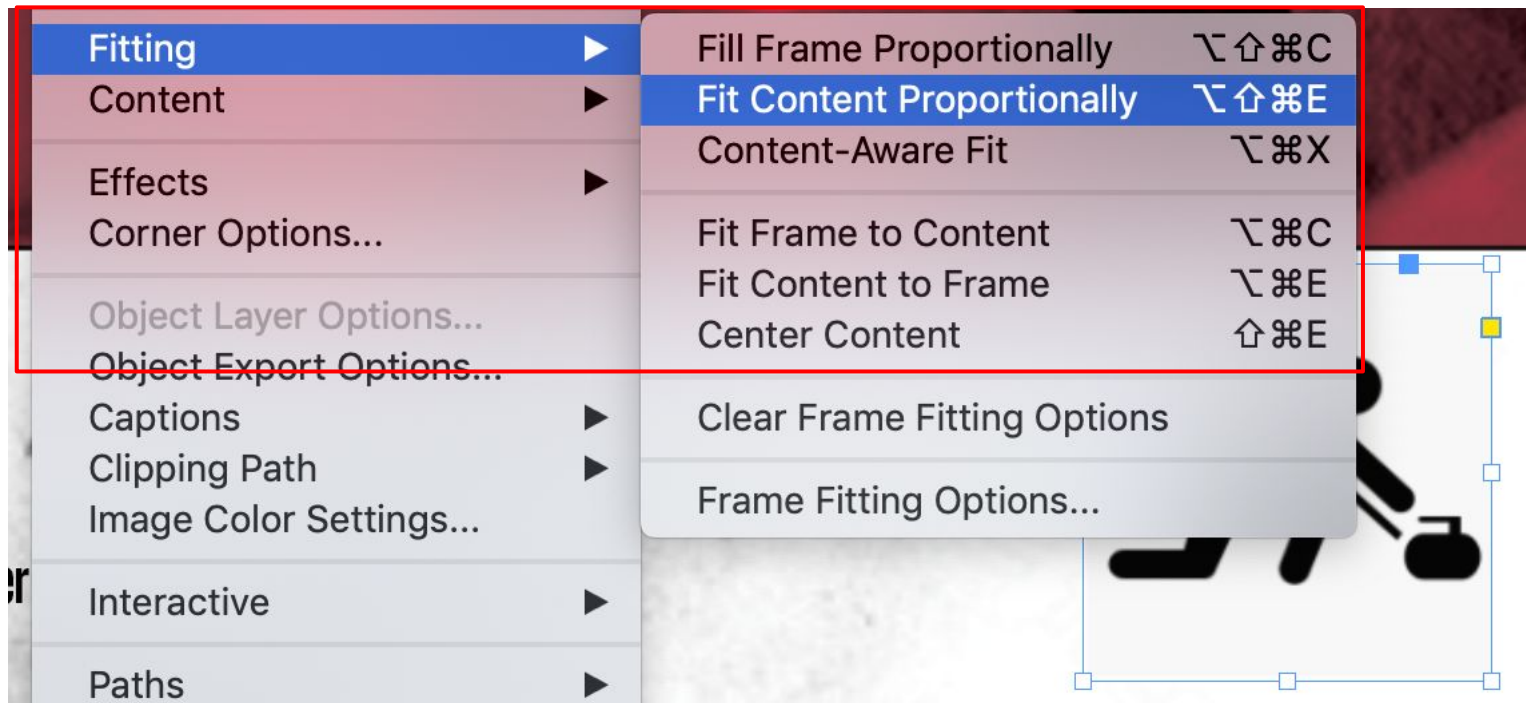 Fitting ▶
Content ▶
Effects ▶
Corner Options...
Object Layer Options...
Object Export Options...
Captions ▶
Clipping Path ▶
Image Color Settings...
Interactive ▶
Paths ▶
Fill Frame Proportionally ⌥⇧⌘C
Fit Content Proportionally ⌥⇧⌘E
Content-Aware Fit ⌥⌘X
Fit Frame to Content ⌥⌘C
Fit Content to Frame ⌥⌘E
Center Content ⇧⌘E
Clear Frame Fitting Options
Frame Fitting Options...